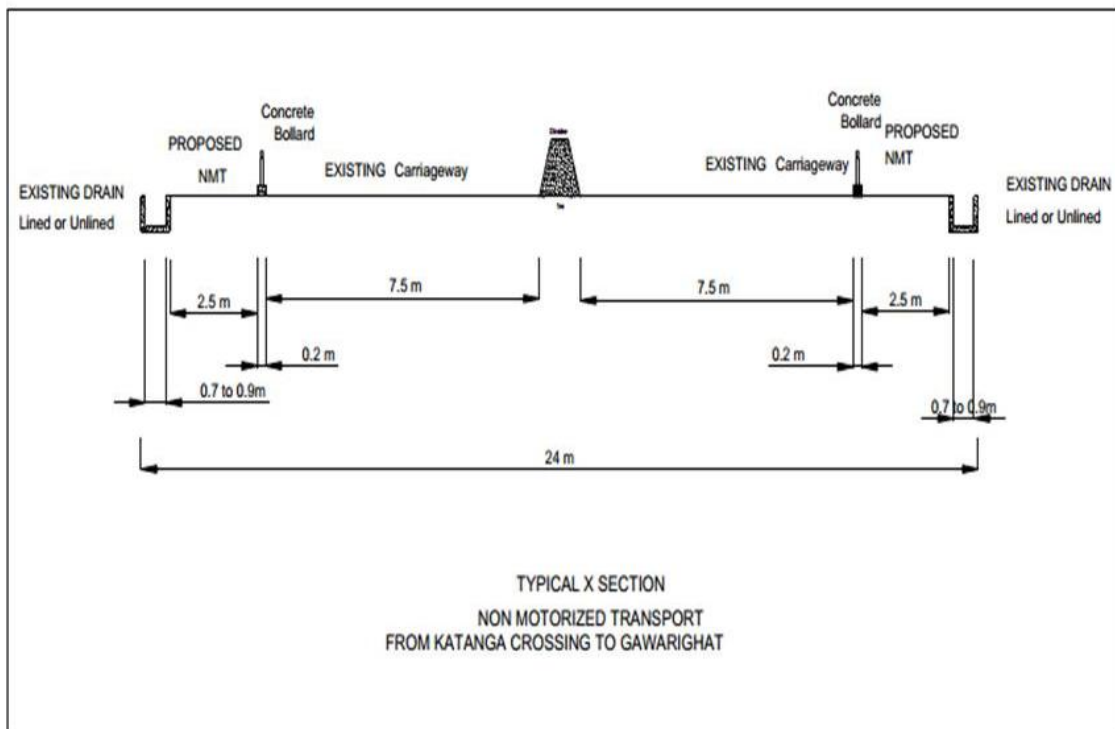 Concrete
Bollard
PROPOSED
NMT
EXISTING Carriageway
EXISTING DRAIN
Lined or Unlined
Concrete
Bollard
PROPOSED
NMT
EXISTING Carriageway
EXISTING DRAIN
Lined or Unlined
7.5 m
7.5 m
2.5 m
2.5 m
0.2 m
0.2 m
0.7 to 0.9m
0.7 to 0.9m
24 m
TYPICAL X SECTION
NON MOTORIZED TRANSPORT
FROM KATANGA CROSSING TO GAWARIGHAT